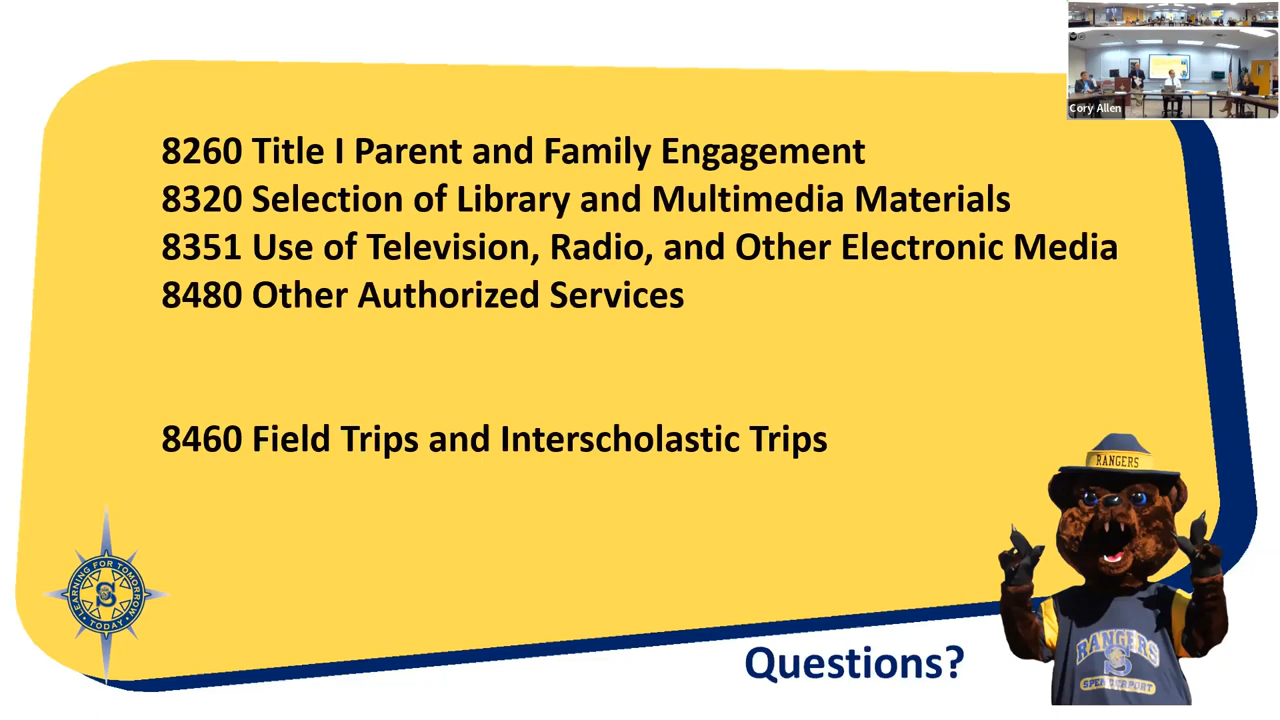 Cory Allen
8260 Title I Parent and Family Engagement
8320 Selection of Library and Multimedia Materials
8351 Use of Television, Radio, and Other Electronic Media
8480 Other Authorized Services
8460 Field Trips and Interscholastic Trips
RANGERS
LEARNING FOR TOMORROW
S
• TODAY •
RANGERS
S
SPENCERPORT
Questions?